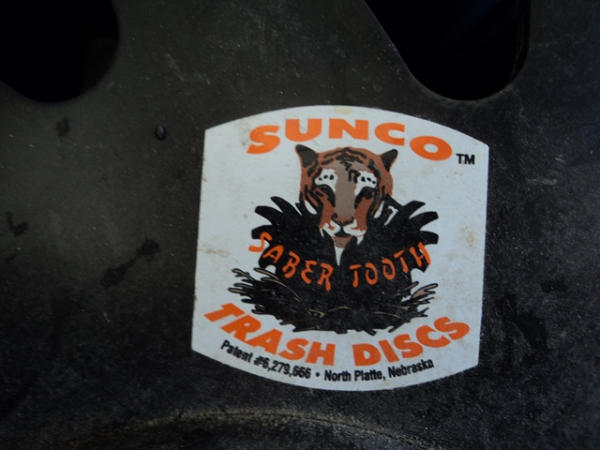 SUNCO™
SABER TOOTH
TRASH DISCS
Patent #6,279,666 • North Platte, Nebraska